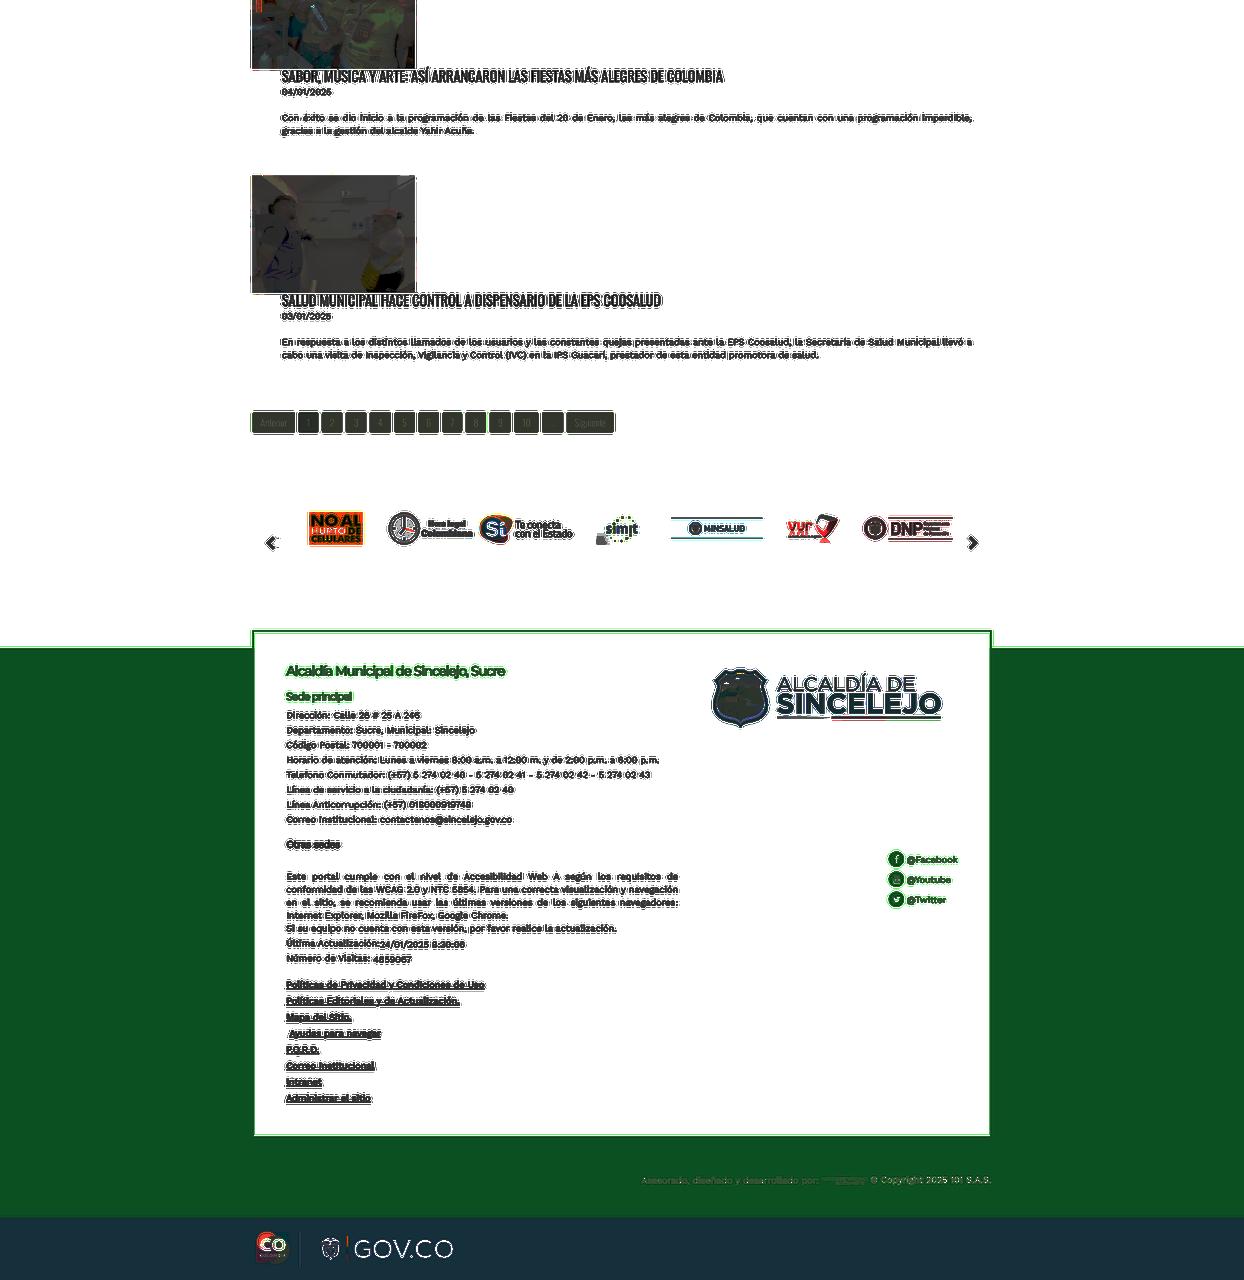 SABOR, MÚSICA Y ARTE: ASÍ ARRANCARON LAS FIESTAS MÁS ALEGRES DE COLOMBIA
04/01/2025
Con éxito se dio inicio a la programación de las Fiestas del 20 de Enero, las más alegres de Colombia, que cuentan con una programación imperdible,
gracias a la gestión del alcalde Yahir Acuña.
SALUD MUNICIPAL HACE CONTROL A DISPENSARIO DE LA EPS COOSALUD
03/01/2025
En respuesta a los distintos llamados de los usuarios y las constantes quejas presentadas ante la EPS Coosalud, la Secretaría de Salud Municipal llevó a
cabo una visita de Inspección, Vigilancia y Control (IVC) en la IPS Guacarí, prestador de esta entidad promotora de salud.
Anterior 1 2 3 4 5 6 7 8 9 10 ... Siguiente
NO AL HURTO DE CELULARES
Hora legal Colombiana
Sí Te conecta con el Estado
simit
MINSALUD
vur
DNP
Alcaldía Municipal de Sincelejo, Sucre
ALCALDÍA DE
SINCELEJO
Sede principal
Dirección: Calle 28 # 25 A 246
Departamento: Sucre, Municipal: Sincelejo
Código Postal: 700001 - 700002
Horario de atención: Lunes a viernes 8:00 a.m. a 12:00 m. y de 2:00 p.m. a 6:00 p.m.
Telefono Conmutador: (+57) 5 274 02 40 - 5 274 02 41 - 5 274 02 42 - 5 274 02 43
Línea de servicio a la ciudadanía: (+57) 5 274 02 40
Línea Anticorrupción: (+57) 018000919748
Correo Institucional: contactenos@sincelejo.gov.co
Otras sedes
@Facebook
@Youtube
@Twitter
Este portal cumple con el nivel de Accesibilidad Web A según los requisitos de
conformidad de las WCAG 2.0 y NTC 5854. Para una correcta visualización y navegación
en el sitio, se recomienda usar las últimas versiones de los siguientes navegadores:
Internet Explorer, Mozilla FireFox, Google Chrome.
Si su equipo no cuenta con esta versión, por favor realice la actualización.
Última Actualización:24/01/2025 8:30:08
Número de Visitas: 4859067
Políticas de Privacidad y Condiciones de Uso
Políticas Editoriales y de Actualización.
Mapa del Sitio.
Ayudas para navegar
P.Q.R.D.
Correo Institucional
Intranet
Administrar el sitio
Asesorado, diseñado y desarrollado por: © Copyright 2025 101 S.A.S.
CO
GOV.CO